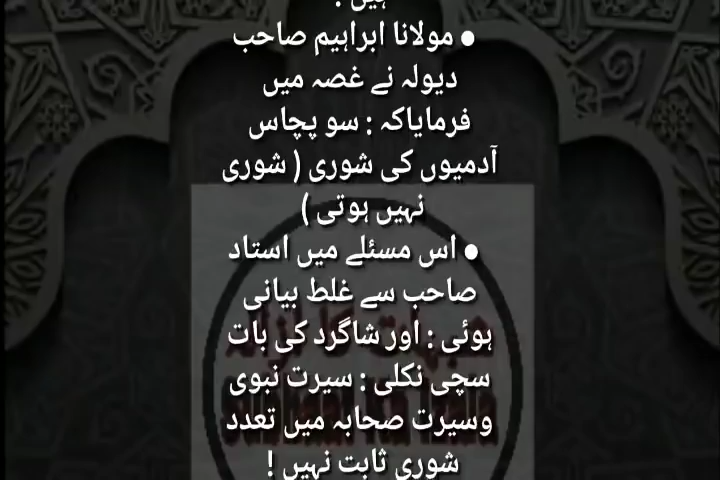 ہیں !
• مولانا ابراہیم صاحب
دیولہ نے غصہ میں
فرمایاکہ : سو پچاس
آدمیوں کی شوری ( شوری
نہیں ہوتی )
• اس مسئلے میں استاد
صاحب سے غلط بیانی
ہوئی : اور شاگرد کی بات
سچی نکلی : سیرت نبوی
وسیرت صحابہ میں تعدد
شوری ثابت نہیں !